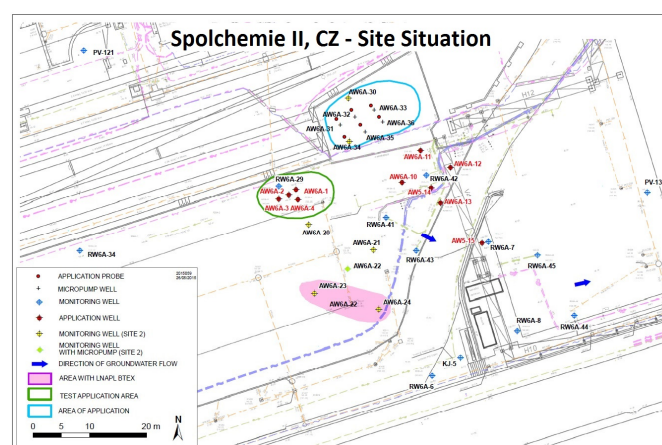 Spolchemie II, CZ - Site Situation
PV-121
AW6A-30
AW6A-32
AW6A-33
AW6A-31
AW6A-36
AW6A-35
AW6A-34
H12
AW6A-11
AW6A-12
RW6A-29
AW6A-2
AW6A-1
AW6A-10
RW6A-42
AW5-14
PV-13
AW6A-3
AW6A-4
AW6A-13
AW6A-20
RW6A-41
AW5-15
RW6A-34
AW6A-21
RW6A-43
RW6A-7
RW6A-45
AW6A-22
AW6A-23
AW6A-22
AW6A-24
RW6A-8
RW6A-44
H10
KJ-5
RW6A-6
APPLICATION PROBE
MICROPUMP WELL
MONITORING WELL
APPLICATION WELL
MONITORING WELL (SITE 2)
MONITORING WELL
WITH MICROPUMP (SITE 2)
DIRECTION OF GROUNDWATER FLOW
AREA WITH LNAPL BTEX
TEST APPLICATION AREA
AREA OF APPLICATION
0 5 10 20 m
N